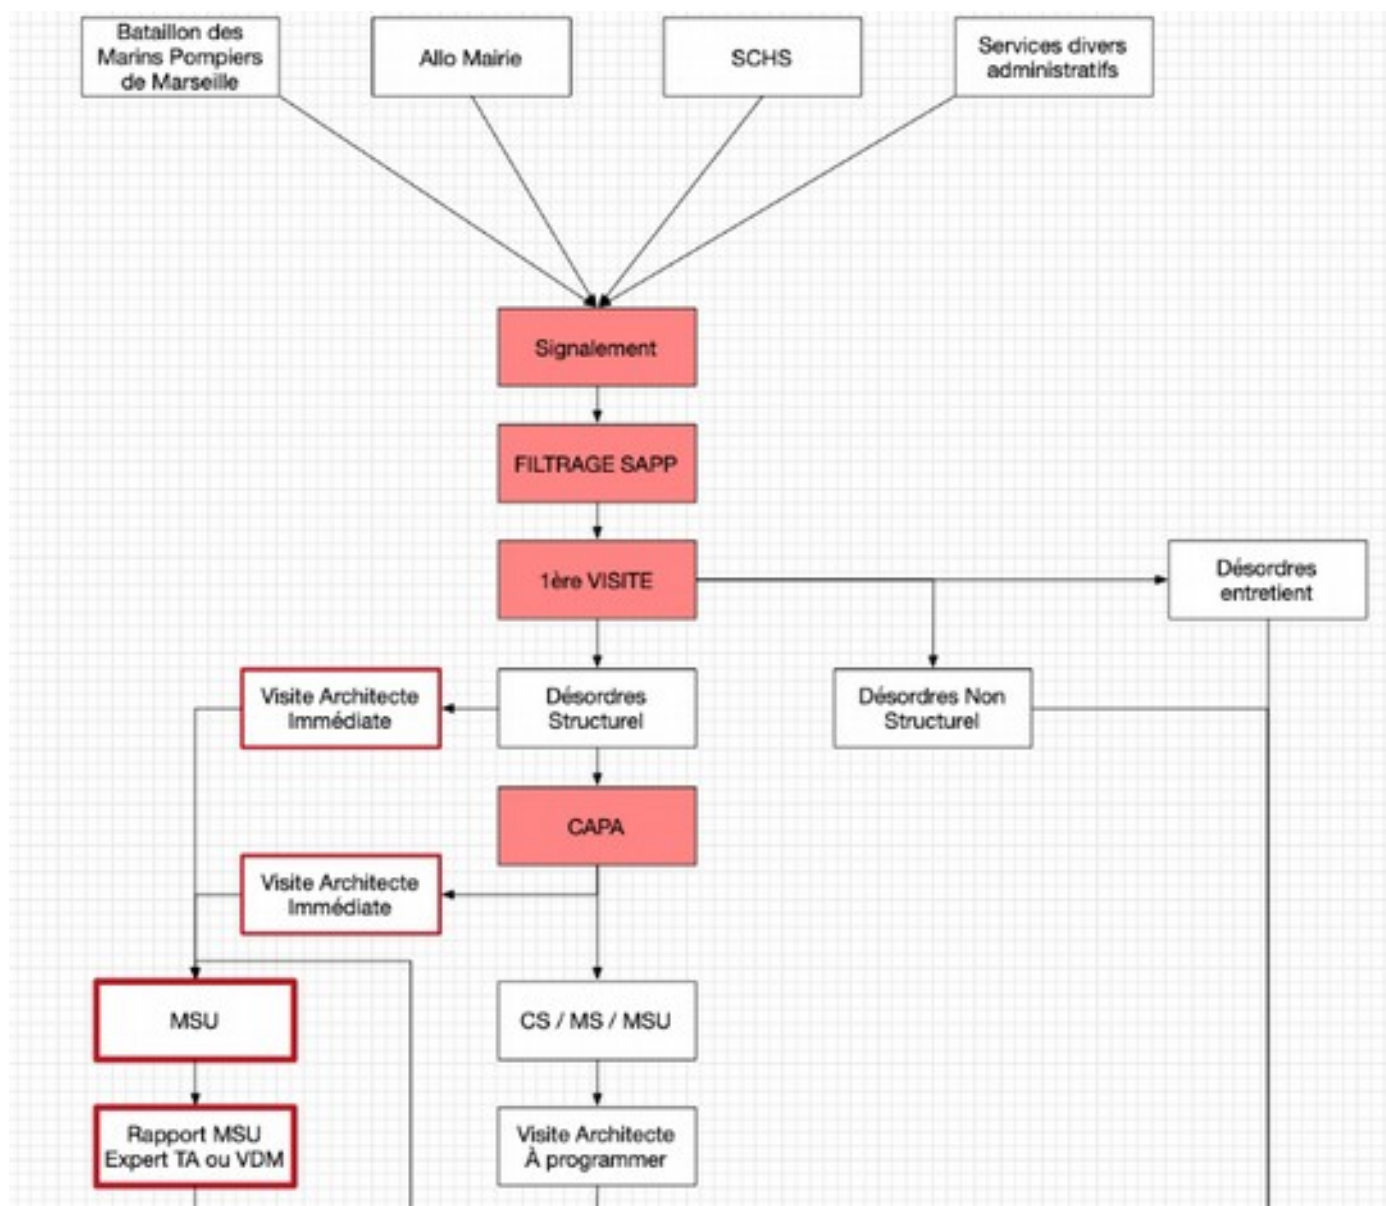 Bataillon des
Marins Pompiers
de Marseille
Allo Mairie
SCHS
Services divers
administratifs
Signalement
FILTRAGE SAPP
1ère VISITE
Désordres
entretient
Visite Architecte
Immédiate
Désordres
Structurel
Désordres Non
Structurel
CAPA
Visite Architecte
Immédiate
MSU
CS / MS / MSU
Rapport MSU
Expert TA ou VDM
Visite Architecte
À programmer